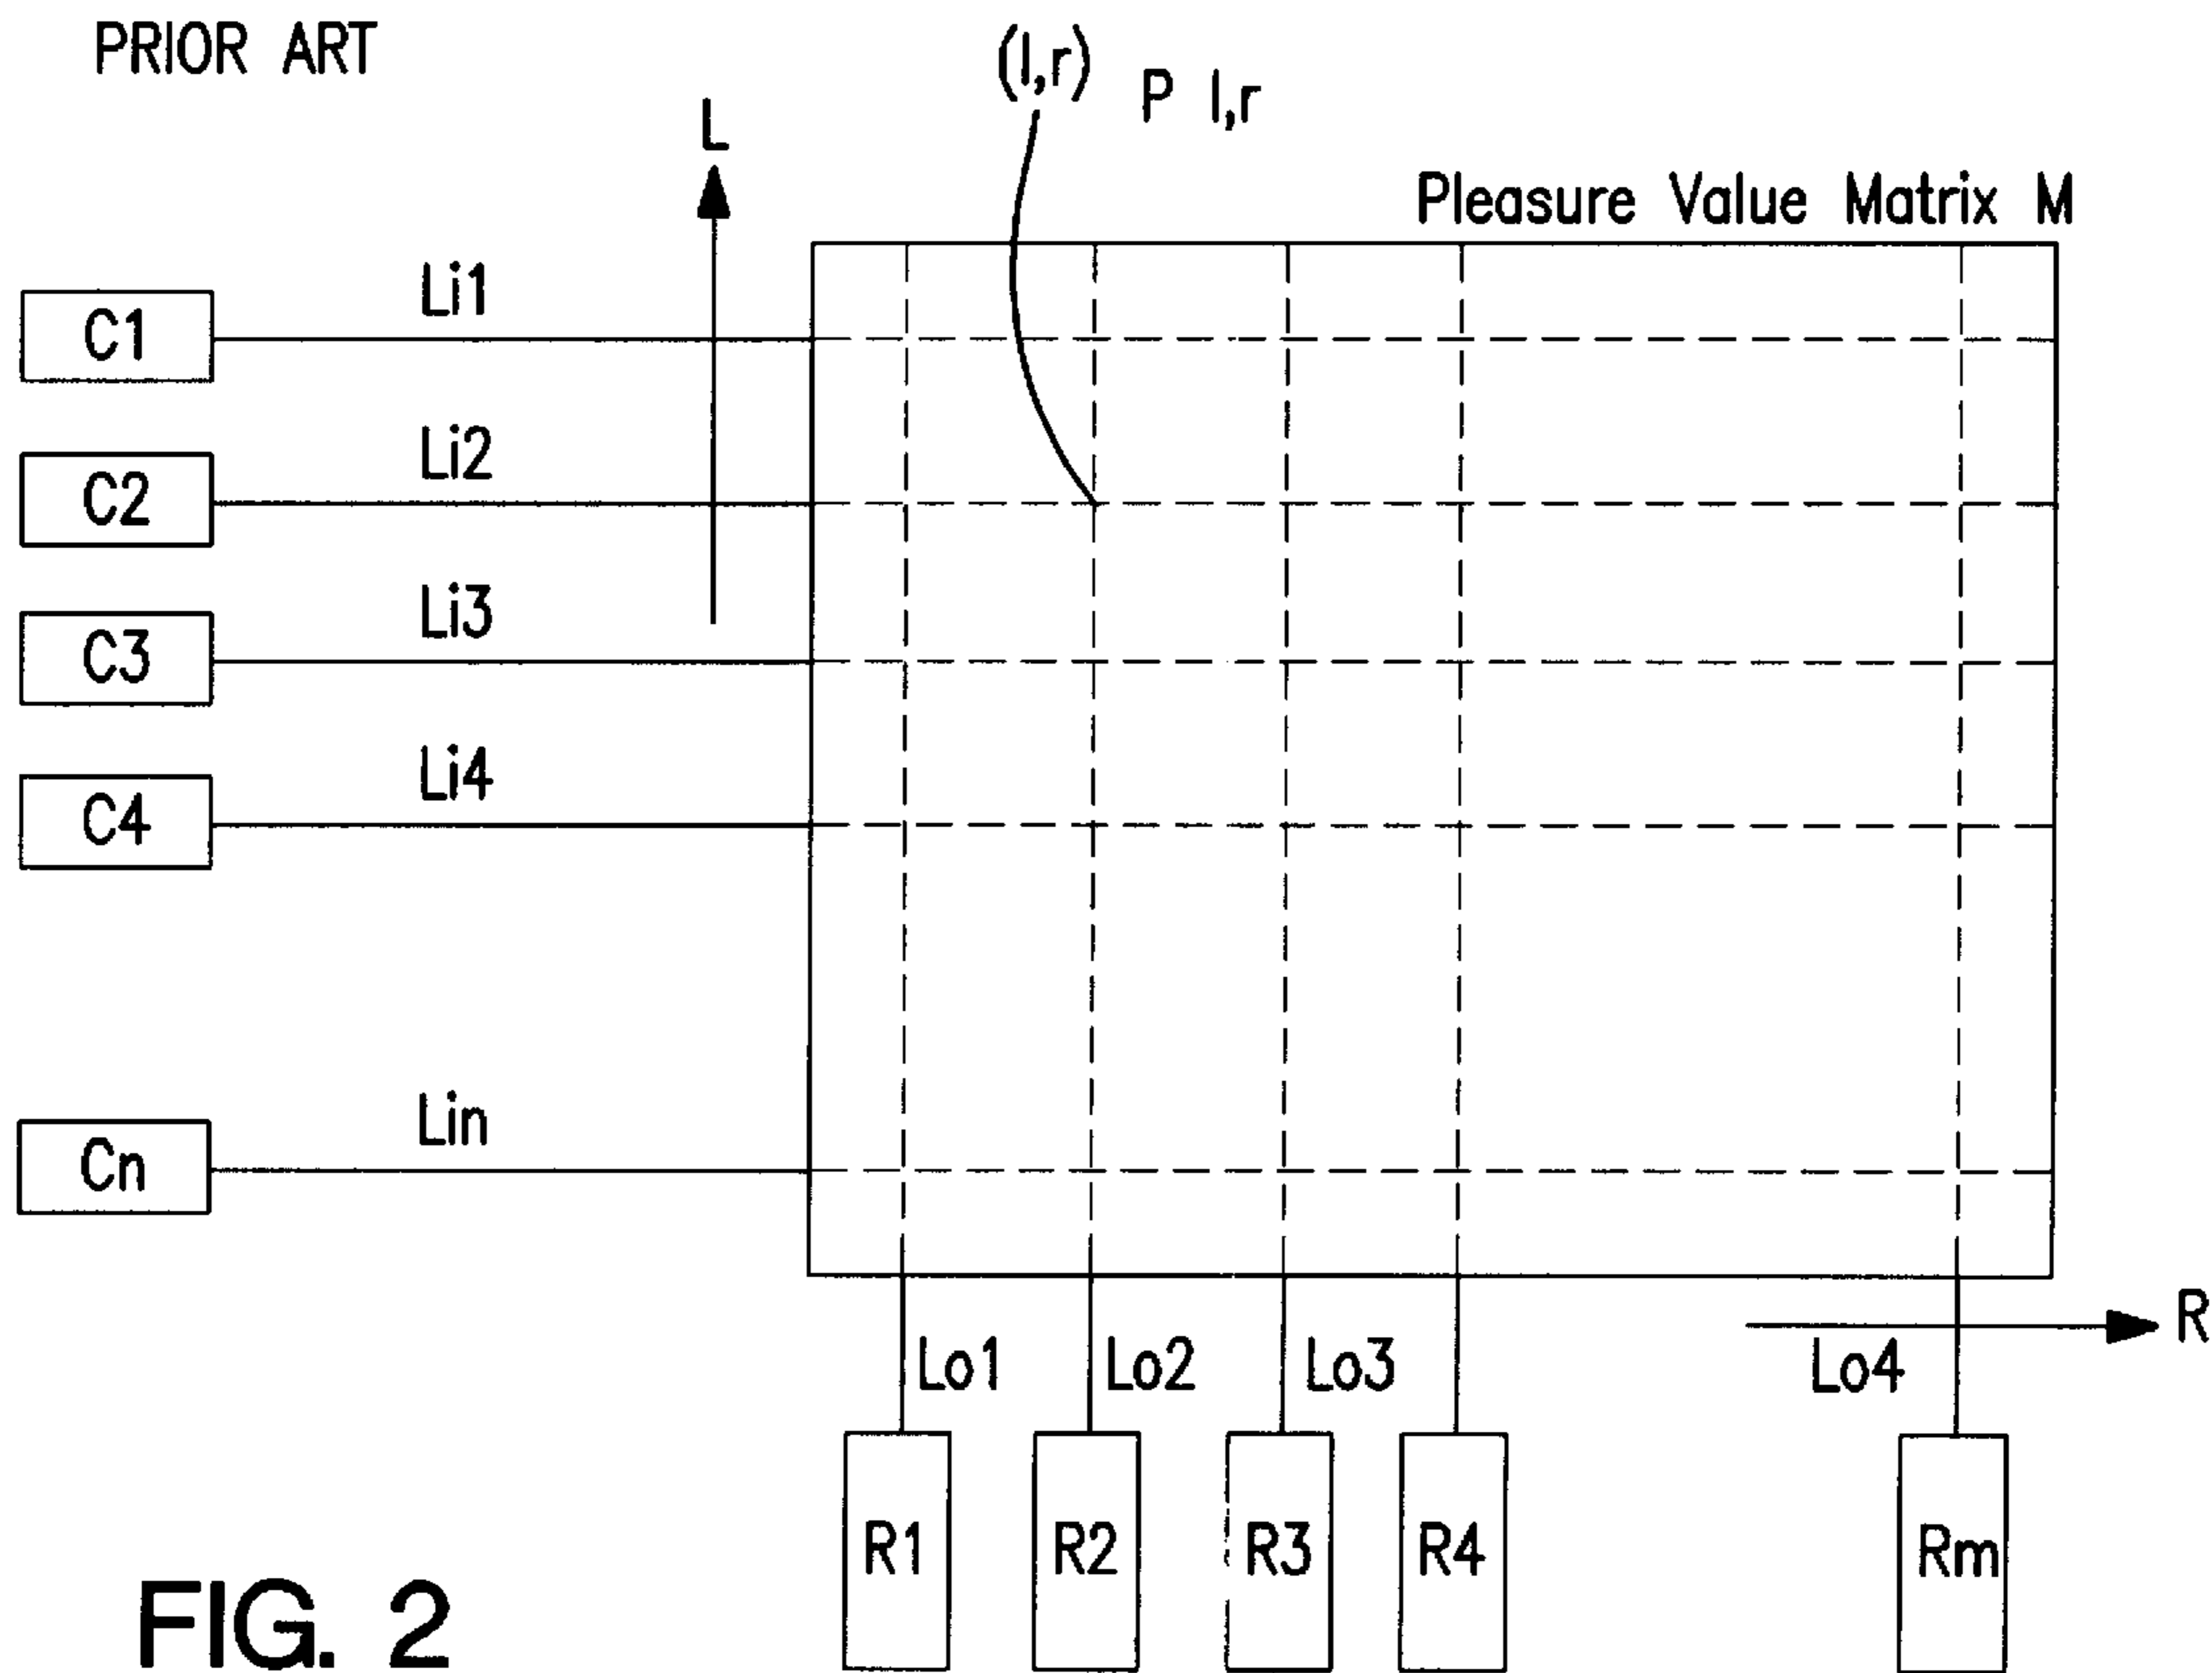 PRIOR ART
(l,r) P l,r
L
Pleasure Value Matrix M
Li1
C1
Li2
C2
Li3
C3
Li4
C4
Lin
Cn
R
Lo1 Lo2 Lo3 Lo4
R1 R2 R3 R4 Rm
FIG. 2